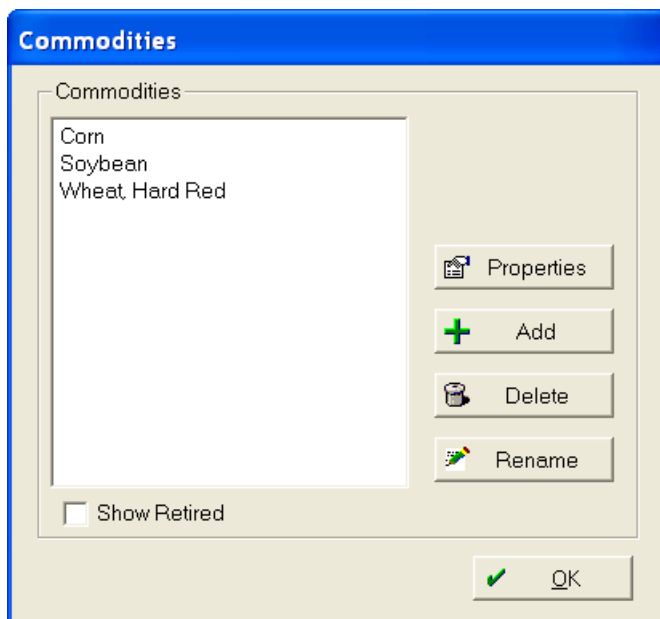 Commodities
Commodities
Corn
Soybean
Wheat, Hard Red
Properties
Add
Delete
Rename
Show Retired
OK